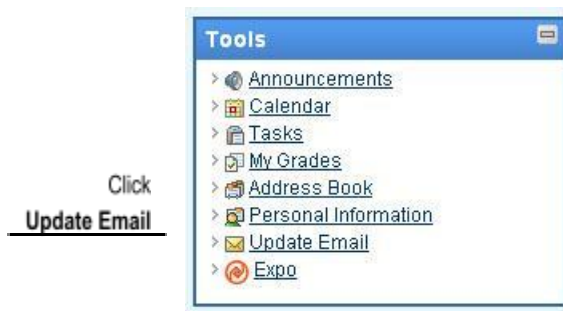 Tools
Announcements
Calendar
Tasks
My Grades
Address Book
Personal Information
Update Email
Expo
Click
Update Email